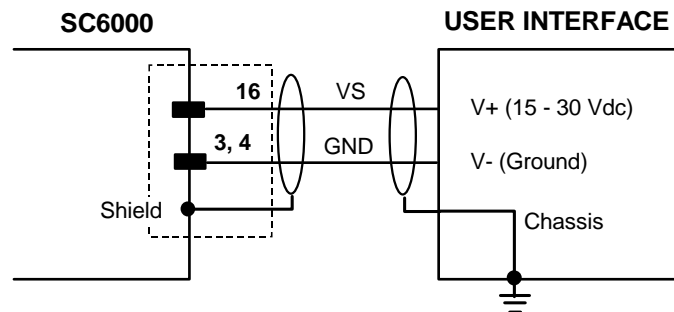 SC6000
USER INTERFACE
16
VS
V+ (15 - 30 Vdc)
3, 4
GND
V- (Ground)
Shield
Chassis